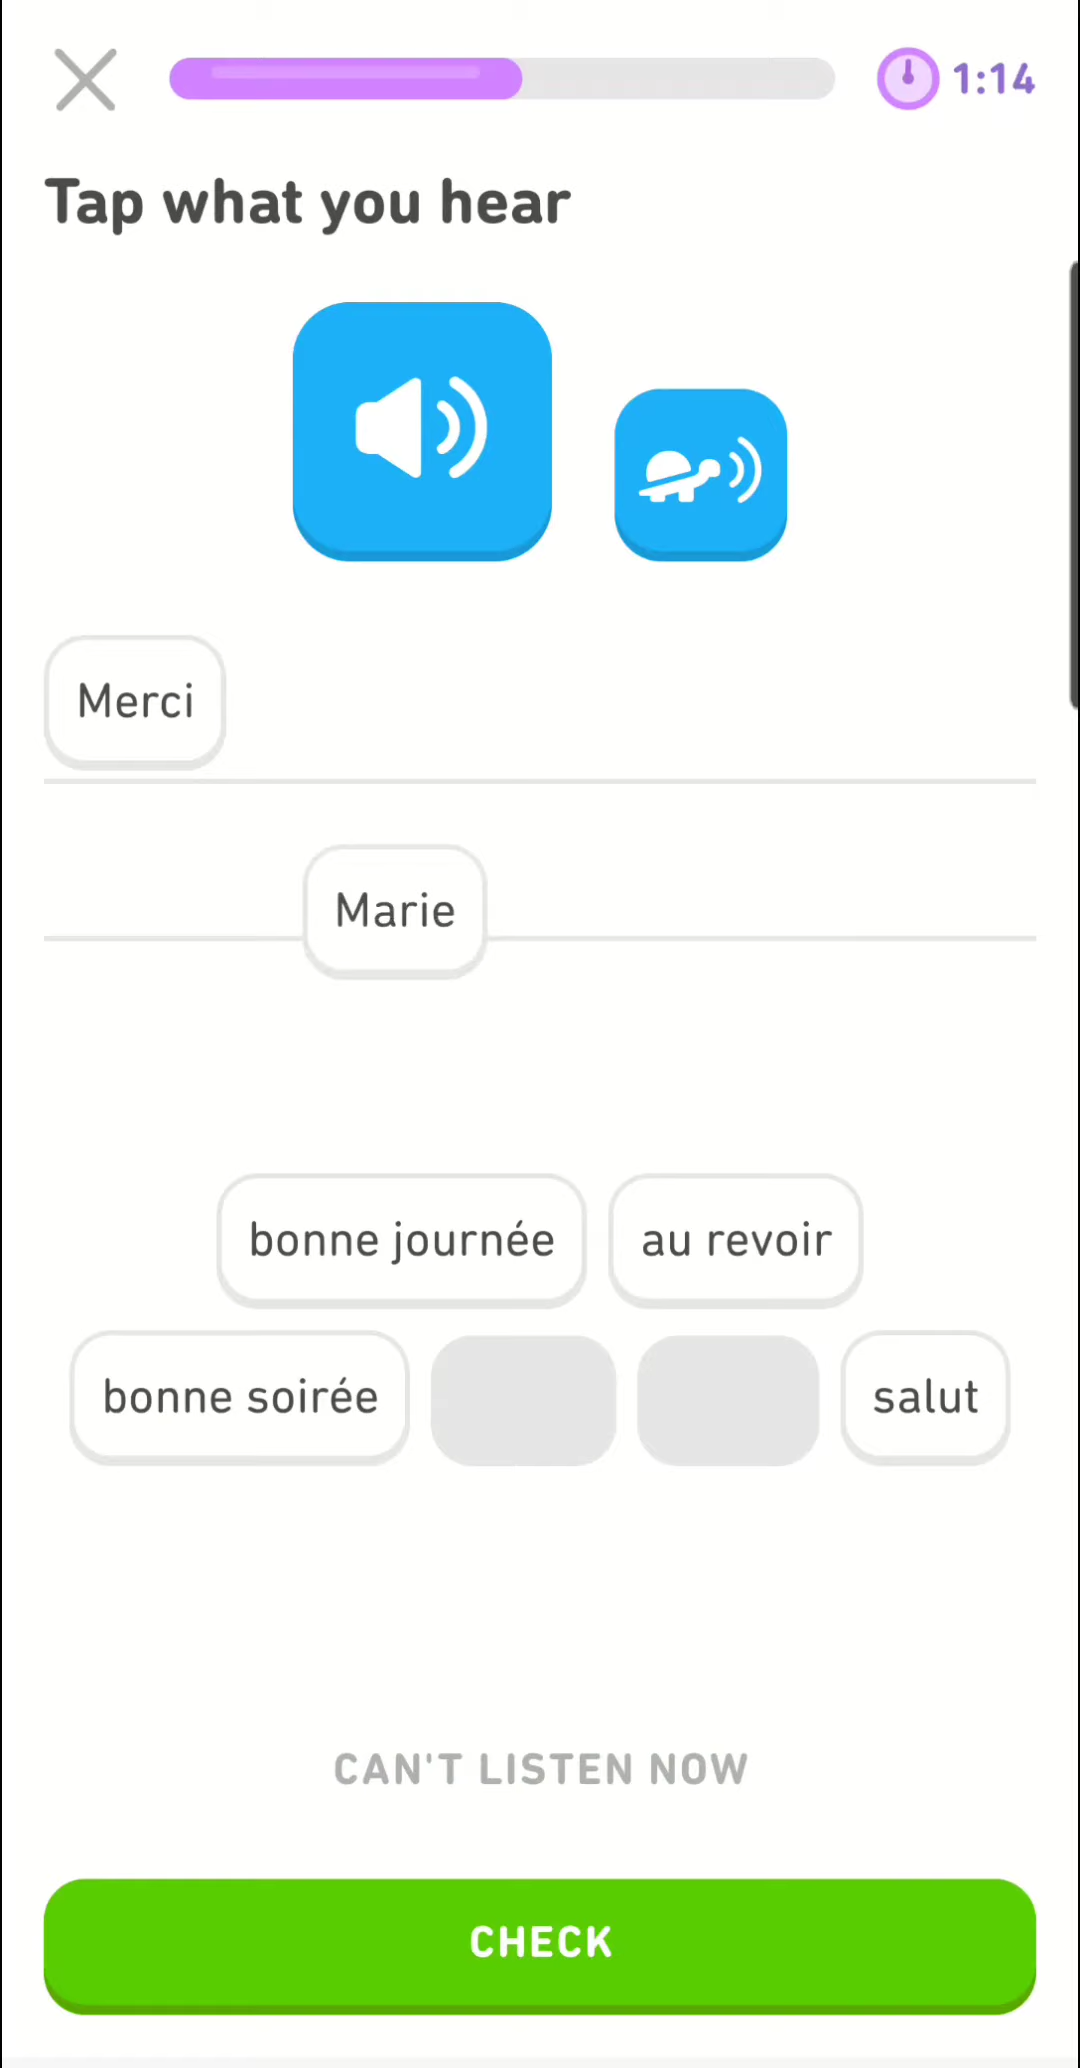 1:14
Tap what you hear
Merci
Marie
bonne journée au revoir
bonne soirée salut
CAN'T LISTEN NOW
CHECK